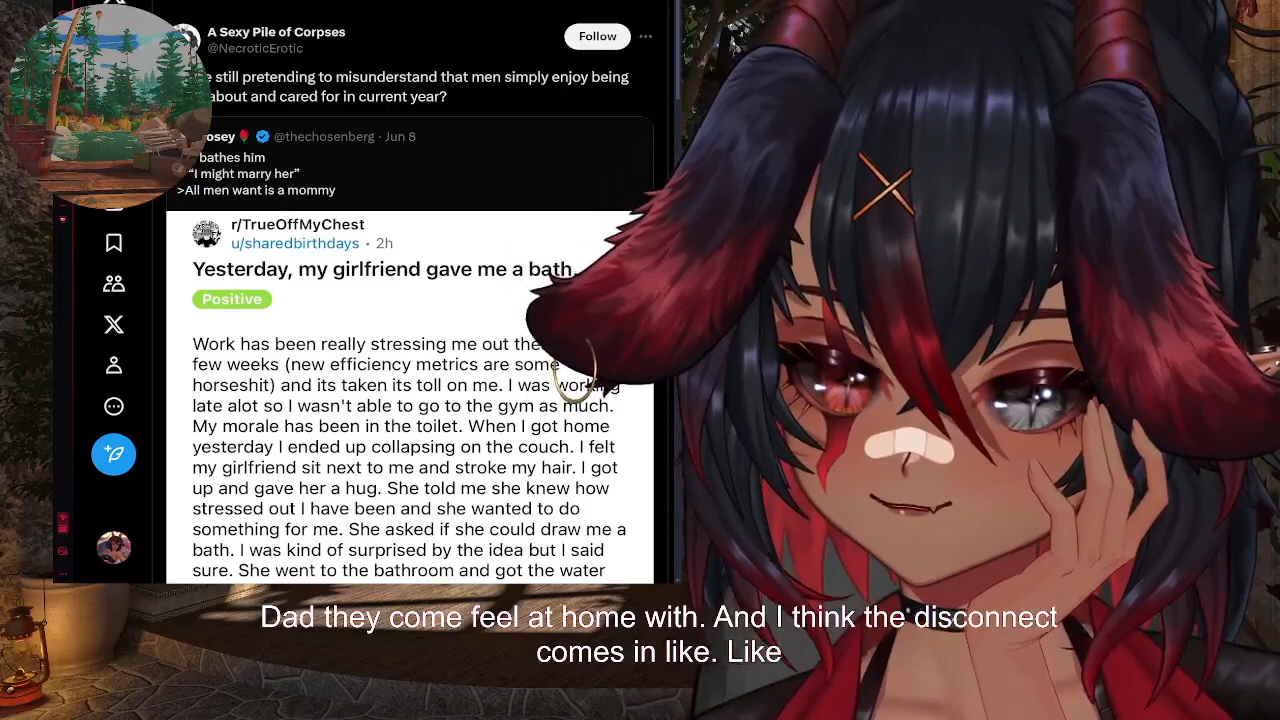 A Sexy Pile of Corpses
@NecroticErotic
Follow
still pretending to misunderstand that men simply enjoy being
about and cared for in current year?
osey @thechosenberg · Jun 8
bathes him
"I might marry her"
>All men want is a mommy
r/TrueOffMyChest
u/sharedbirthdays • 2h
Yesterday, my girlfriend gave me a bath.
Positive
Work has been really stressing me out the
few weeks (new efficiency metrics are some
horseshit) and its taken its toll on me. I was working
late alot so I wasn't able to go to the gym as much.
My morale has been in the toilet. When I got home
yesterday I ended up collapsing on the couch. I felt
my girlfriend sit next to me and stroke my hair. I got
up and gave her a hug. She told me she knew how
stressed out I have been and she wanted to do
something for me. She asked if she could draw me a
bath. I was kind of surprised by the idea but I said
sure. She went to the bathroom and got the water
Dad they come feel at home with. And I think the disconnect
comes in like. Like